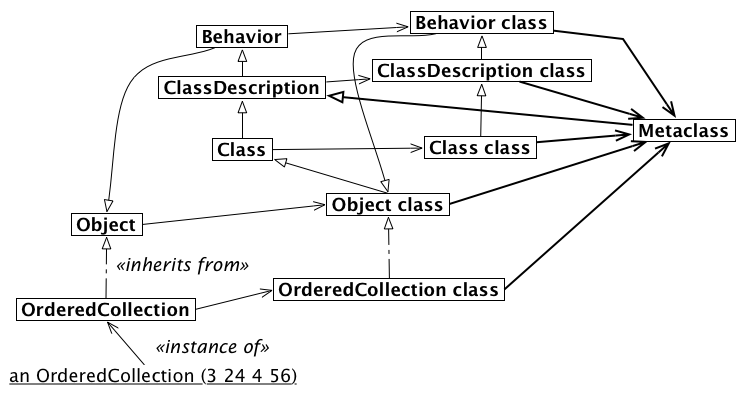 Behavior
Behavior class
ClassDescription
ClassDescription class
Metaclass
Class
Class class
Object
Object class
«inherits from»
OrderedCollection
OrderedCollection class
«instance of»
an OrderedCollection (3 24 4 56)